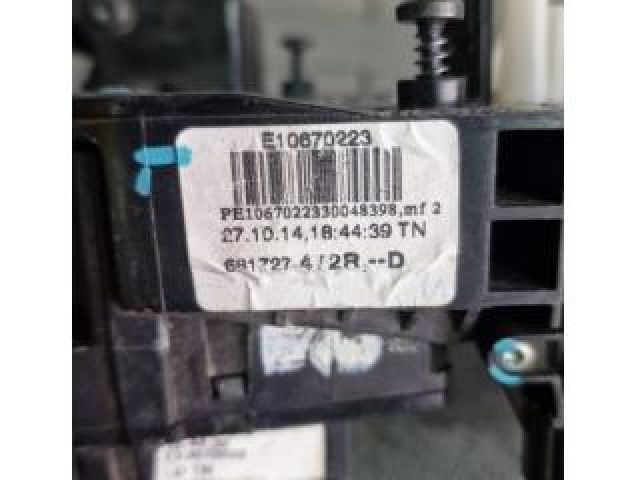 E10670223
PE1067022330048398,mf 2
27.10.14,18:44:39 TN
681727 4/2R,--D